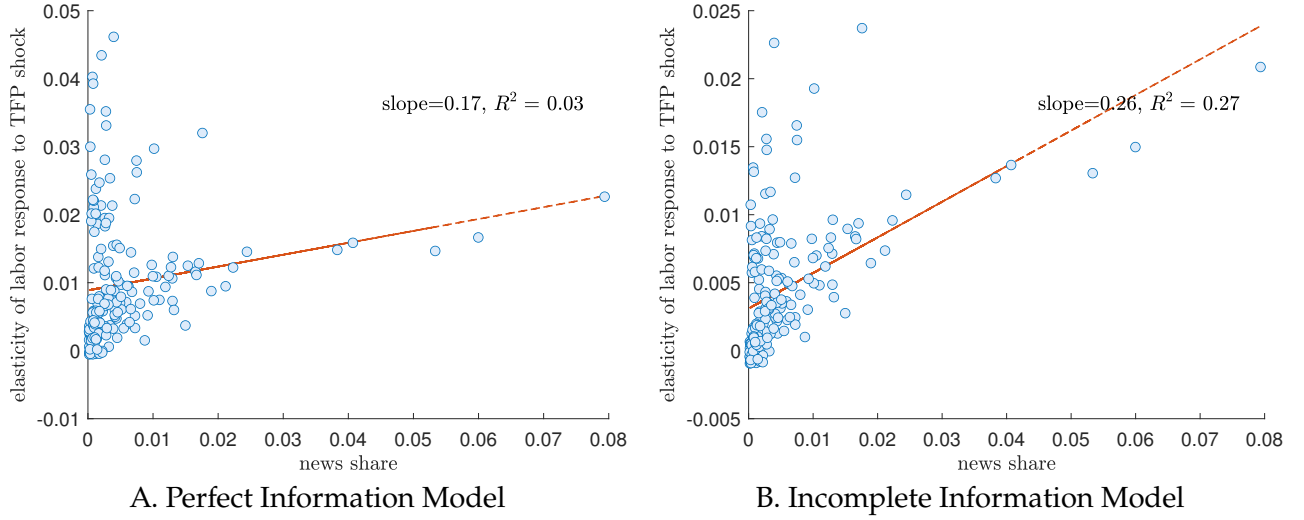 0.05
0.04
0.03
0.02
0.01
0
-0.01
elasticity of labor response to TFP shock
slope=0.17, R² = 0.03
0 0.01 0.02 0.03 0.04 0.05 0.06 0.07 0.08
news share
A. Perfect Information Model
0.025
0.02
0.015
0.01
0.005
0
-0.005
elasticity of labor response to TFP shock
slope=0.26, R² = 0.27
0 0.01 0.02 0.03 0.04 0.05 0.06 0.07 0.08
news share
B. Incomplete Information Model